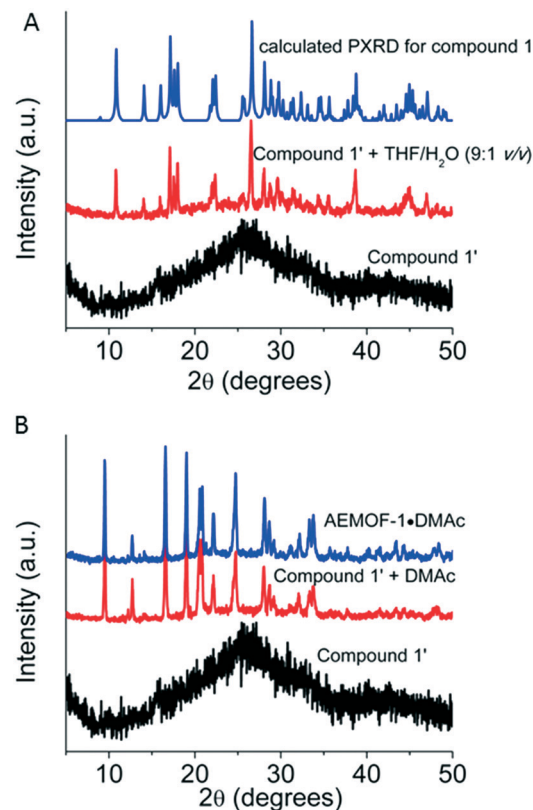 A
calculated PXRD for compound 1
Compound 1' + THF/H₂O (9:1 v/v)
Compound 1'
Intensity (a.u.)
10 20 30 40 50
2θ (degrees)
B
AEMOF-1•DMAc
Compound 1' + DMAc
Compound 1'
Intensity (a.u.)
10 20 30 40 50
2θ (degrees)